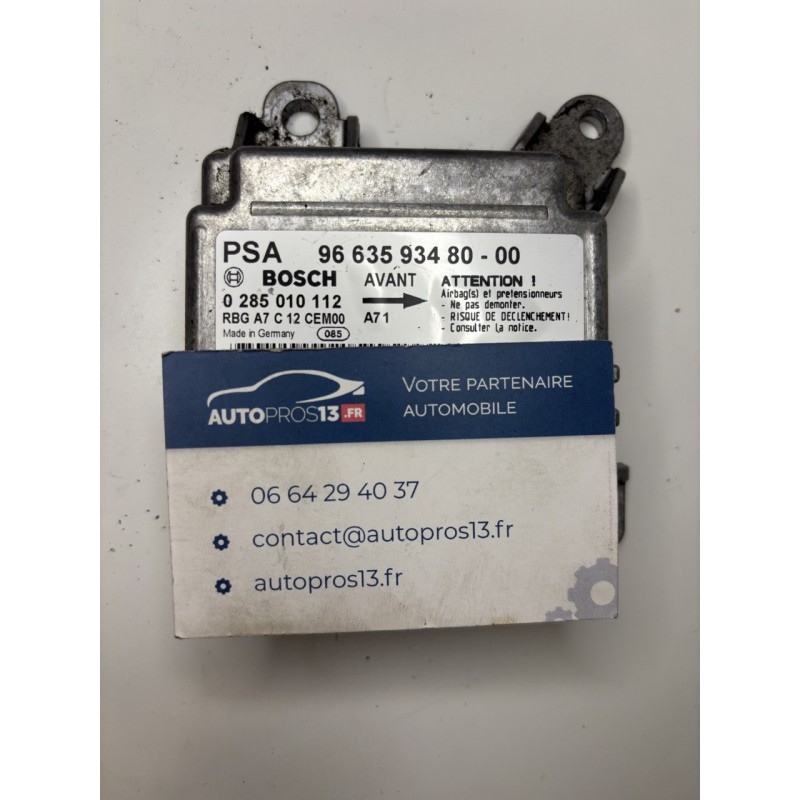 PSA 96 635 934 80 - 00
BOSCH AVANT ATTENTION !
0 285 010 112
Airbag(s) et pretensionneurs
- Ne pas demonter.
RBG A7 C 12 CEM00 A71
- RISQUE DE DECLENCHEMENT!
- Consulter la notice.
Made in Germany 085
AUTOPROS13.FR
VOTRE PARTENAIRE
AUTOMOBILE
06 64 29 40 37
contact@autopros13.fr
autopros13.fr